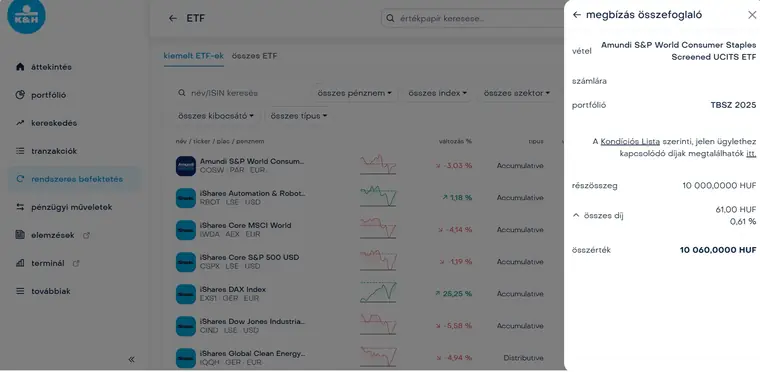 K&H
áttekintés
portfólió
kereskedés
tranzakciók
rendszeres befektetés
pénzügyi műveletek
elemzések
terminál
továbbiak
«
← ETF
értékpapír keresése...
kiemelt ETF-ek összes ETF
név/ISIN keresés összes pénznem összes index összes szektor
összes kibocsátó összes típus
név / ticker / piac / pénznem változás % típus
Amundi S&P World Consum...
COSW · PAR · EUR
-3,03 % Accumulative
iShares Automation & Robot...
RBOT · LSE · USD
1,18 % Accumulative
iShares Core MSCI World
IWDA · AEX · EUR
-4,14 % Accumulative
iShares Core S&P 500 USD
CSPX · LSE · USD
-1,19 % Accumulative
iShares DAX Index
EXS1 · GER · EUR
25,25 % Accumulative
iShares Dow Jones Industria...
CIND · LSE · USD
-5,58 % Accumulative
iShares Global Clean Energy...
IQQH · GER · EUR
-4,94 % Distributive
← megbízás összefoglaló
vétel Amundi S&P World Consumer Staples
Screened UCITS ETF
számlára
portfólió TBSZ 2025
A Kondíciós Lista szerinti, jelen ügylethez
kapcsolódó díjak megtalálhatók itt.
részösszeg 10 000,0000 HUF
összes díj 61,00 HUF
0,61 %
összérték 10 060,0000 HUF